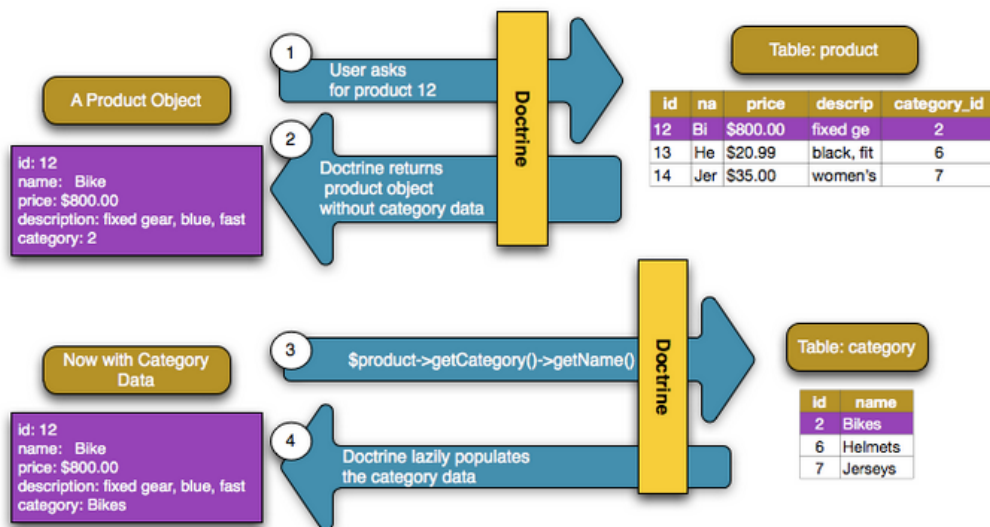 1
User asks
for product 12
Doctrine
Table: product
A Product Object
id na price descrip category_id
12 Bi $800.00 fixed ge 2
13 He $20.99 black, fit 6
14 Jer $35.00 women's 7
2
Doctrine returns
product object
without category data
id: 12
name: Bike
price: $800.00
description: fixed gear, blue, fast
category: 2
3
$product->getCategory()->getName()
Doctrine
Table: category
Now with Category
Data
id name
2 Bikes
6 Helmets
7 Jerseys
4
Doctrine lazily populates
the category data
id: 12
name: Bike
price: $800.00
description: fixed gear, blue, fast
category: Bikes